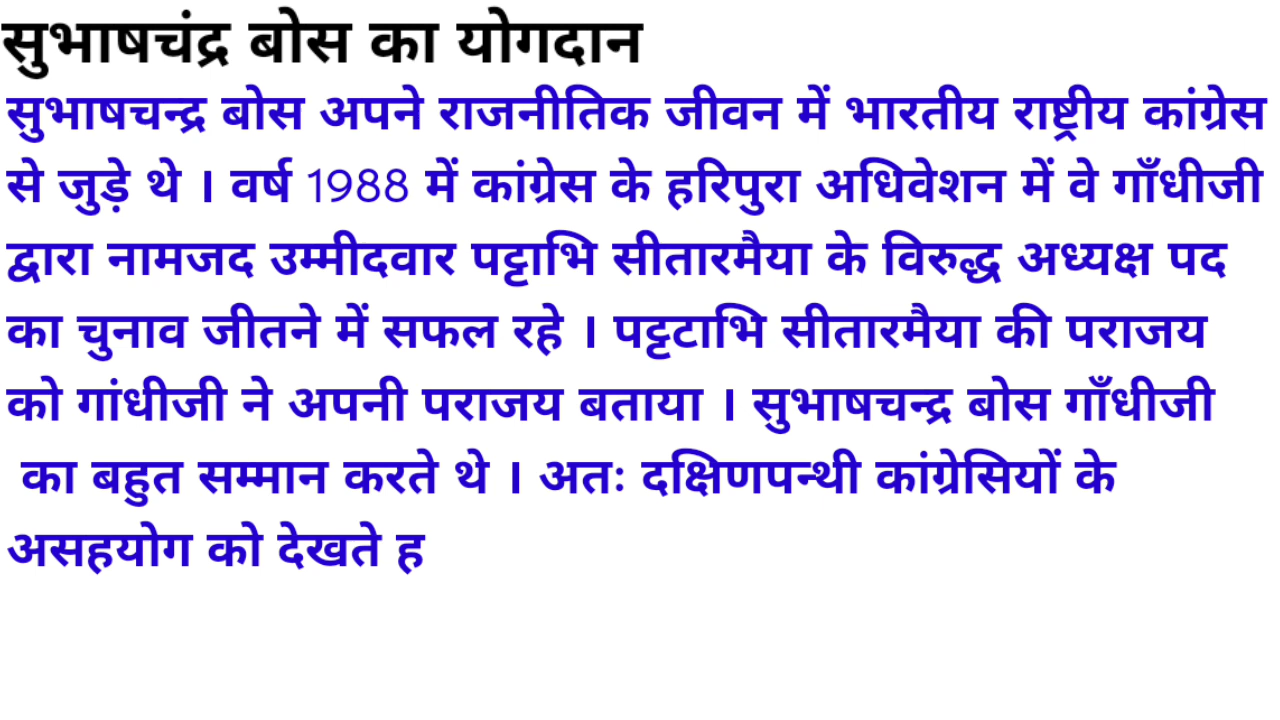 सुभाषचंद्र बोस का योगदान
सुभाषचन्द्र बोस अपने राजनीतिक जीवन में भारतीय राष्ट्रीय कांग्रेस
से जुड़े थे । वर्ष 1988 में कांग्रेस के हरिपुरा अधिवेशन में वे गाँधीजी
द्वारा नामजद उम्मीदवार पट्टाभि सीतारमैया के विरुद्ध अध्यक्ष पद
का चुनाव जीतने में सफल रहे । पट्टटाभि सीतारमैया की पराजय
को गांधीजी ने अपनी पराजय बताया । सुभाषचन्द्र बोस गाँधीजी
का बहुत सम्मान करते थे । अतः दक्षिणपन्थी कांग्रेसियों के
असहयोग को देखते ह